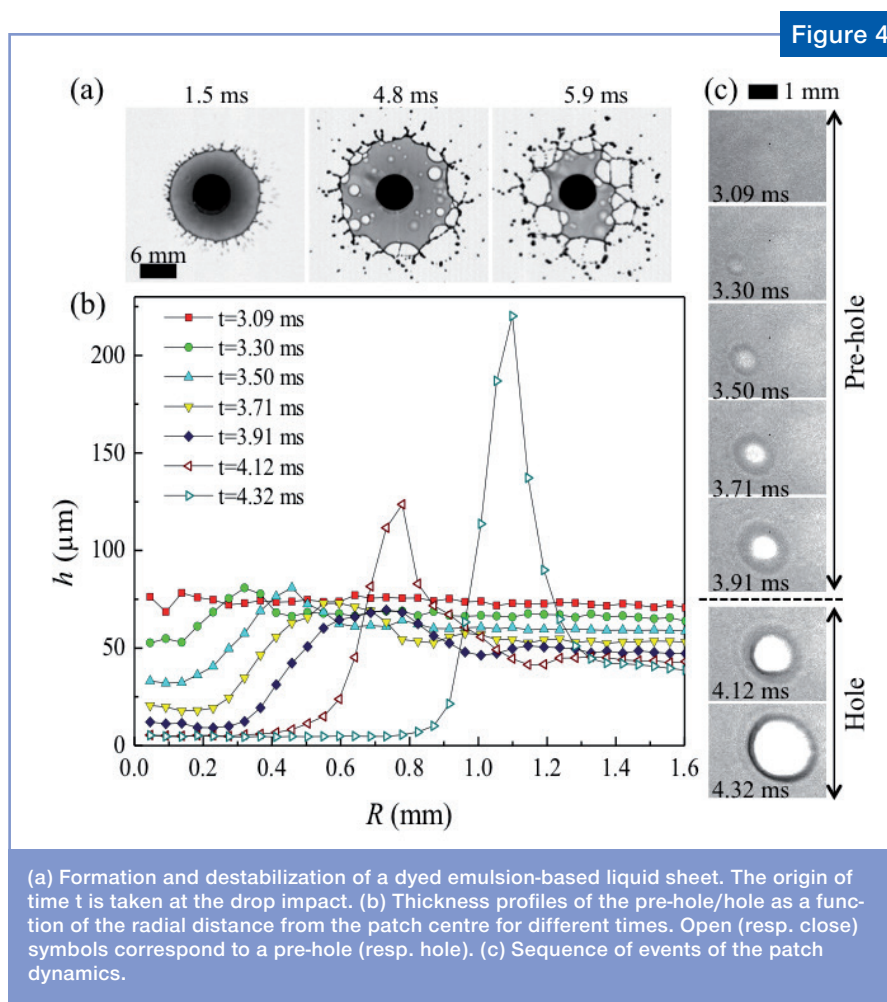 Figure 4
(a)
1.5 ms
4.8 ms
5.9 ms
6 mm
(b)
t=3.09 ms
t=3.30 ms
t=3.50 ms
t=3.71 ms
t=3.91 ms
t=4.12 ms
t=4.32 ms
200
150
100
50
0
h (µm)
0.0 0.2 0.4 0.6 0.8 1.0 1.2 1.4 1.6
R (mm)
(c) 1 mm
3.09 ms
3.30 ms
3.50 ms
3.71 ms
3.91 ms
4.12 ms
4.32 ms
Pre-hole
Hole
(a) Formation and destabilization of a dyed emulsion-based liquid sheet. The origin of
time t is taken at the drop impact. (b) Thickness profiles of the pre-hole/hole as a func-
tion of the radial distance from the patch centre for different times. Open (resp. close)
symbols correspond to a pre-hole (resp. hole). (c) Sequence of events of the patch
dynamics.